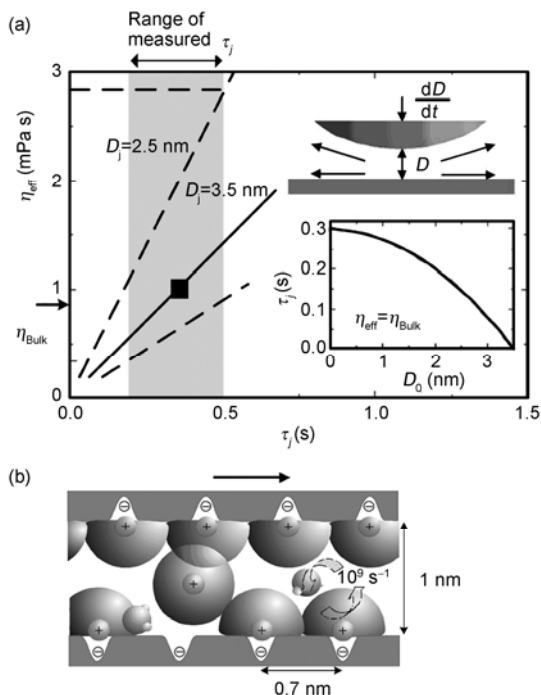 (a)
Range of
measured τj
3
2
1
0.0
0.5
1.0
1.5
ηeff (mPa s)
ηBulk
τj(s)
Dj=2.5 nm
Dj=3.5 nm
dD
dt
D
0.3
0.2
0.1
0.0
0
1
2
3
τj(s)
ηeff=ηBulk
D0 (nm)
(b)
⊖ ⊖ ⊖ ⊖
+ + + +
+
10⁹ s⁻¹
1 nm
+ + +
⊖ ⊖ ⊖ ⊖
0.7 nm